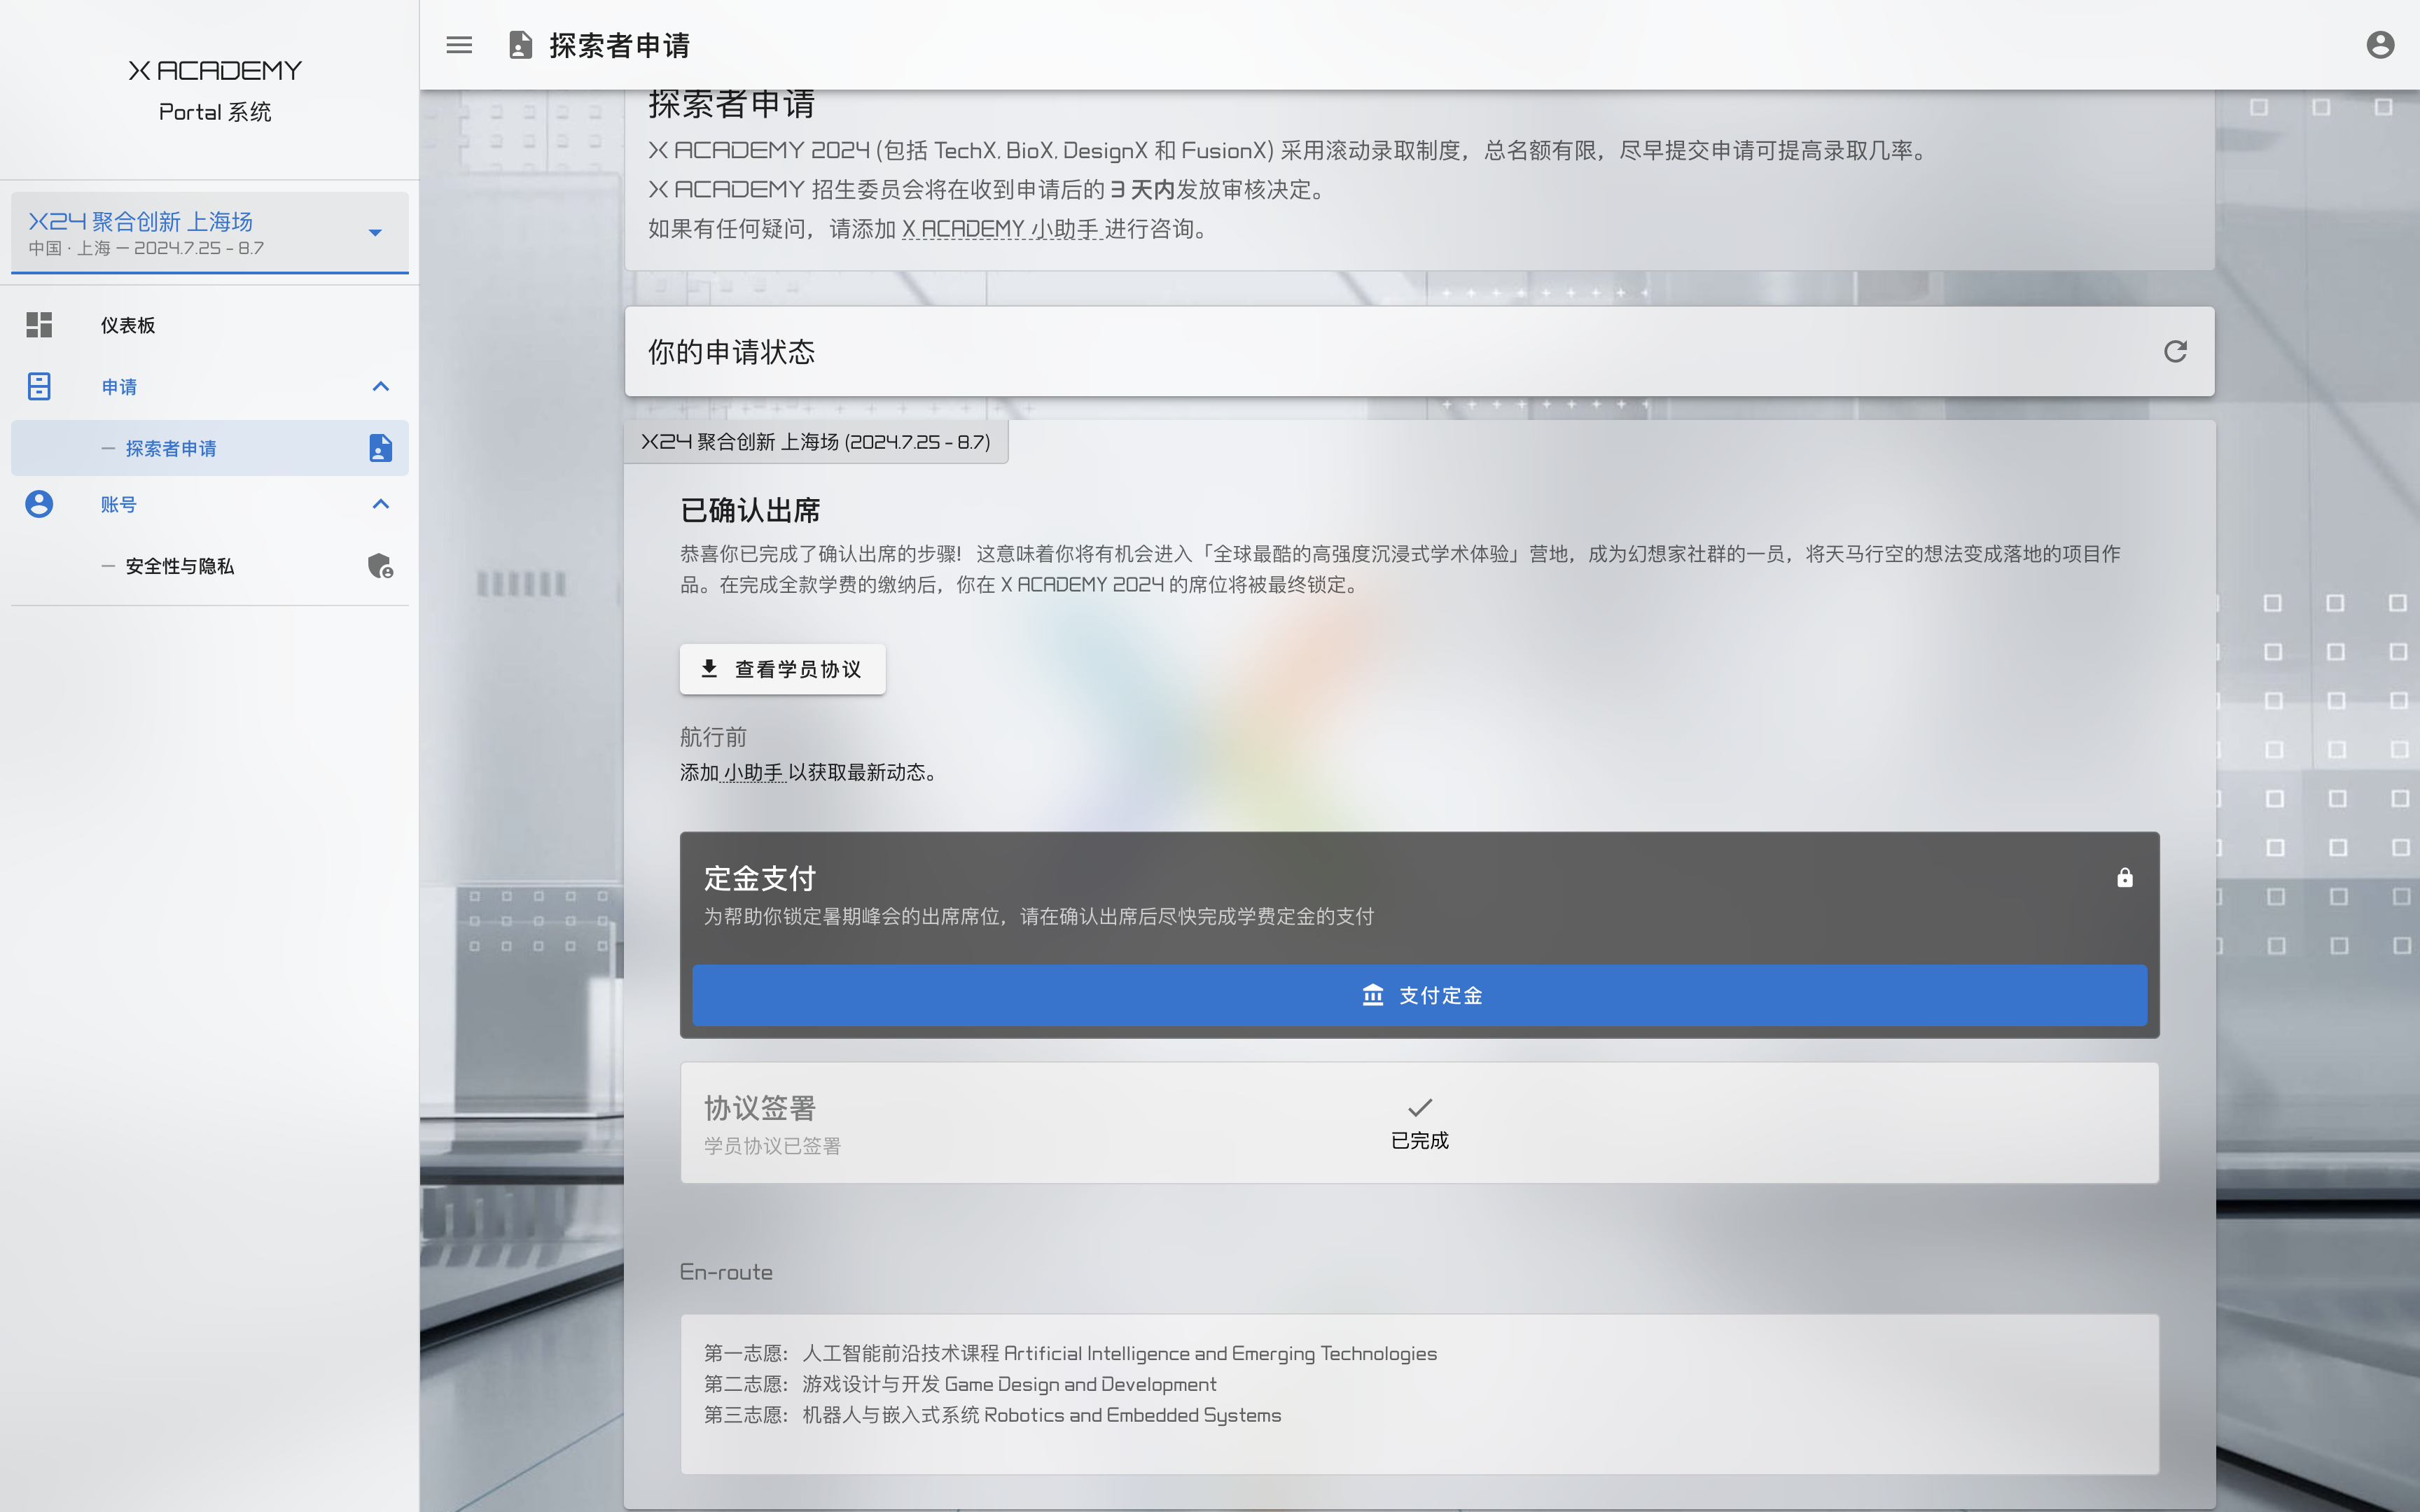 X ACADEMY
Portal 系统
X24 聚合创新 上海场
中国 · 上海 — 2024.7.25 - 8.7
仪表板
申请
— 探索者申请
账号
— 安全性与隐私
探索者申请
探索者申请
X ACADEMY 2024 (包括 TechX, BioX, DesignX 和 FusionX) 采用滚动录取制度，总名额有限，尽早提交申请可提高录取几率。
X ACADEMY 招生委员会将在收到申请后的 3 天内发放审核决定。
如果有任何疑问，请添加 X ACADEMY 小助手 进行咨询。
你的申请状态
X24 聚合创新 上海场 (2024.7.25 - 8.7)
已确认出席
恭喜你已完成了确认出席的步骤！这意味着你将有机会进入「全球最酷的高强度沉浸式学术体验」营地，成为幻想家社群的一员，将天马行空的想法变成落地的项目作
品。在完成全款学费的缴纳后，你在 X ACADEMY 2024 的席位将被最终锁定。
查看学员协议
航行前
添加 小助手 以获取最新动态。
定金支付
为帮助你锁定暑期峰会的出席席位，请在确认出席后尽快完成学费定金的支付
支付定金
协议签署
学员协议已签署
已完成
En-route
第一志愿： 人工智能前沿技术课程 Artificial Intelligence and Emerging Technologies
第二志愿： 游戏设计与开发 Game Design and Development
第三志愿： 机器人与嵌入式系统 Robotics and Embedded Systems